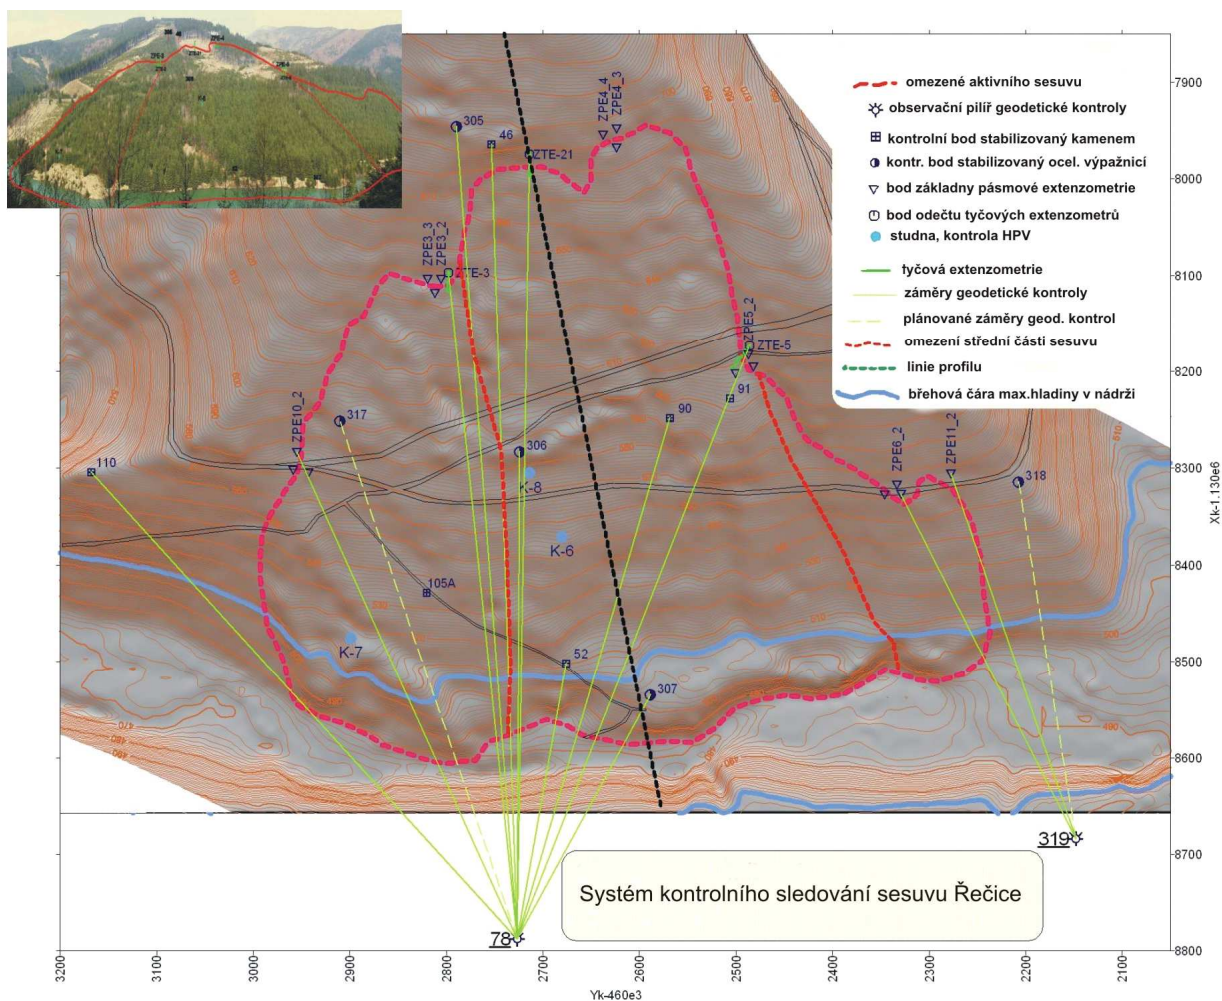 305
46
ZTE-21
ZPE4_4
ZPE4_3
ZPE3_3
ZPE3_2
ZTE-3
ZPE5_2
ZTE-5
91
90
317
ZPE10_2
306
K-8
110
K-6
ZPE6_2
ZPE11_2
318
105A
K-7
52
307
78
319
omezené aktivního sesuvu
observační pilíř geodetické kontroly
kontrolní bod stabilizovaný kamenem
kontr. bod stabilizovaný ocel. výpažnicí
bod základny pásmové extenzometrie
bod odečtu tyčových extenzometrů
studna, kontrola HPV
tyčová extenzometrie
záměry geodetické kontroly
plánované záměry geod. kontrol
omezení střední části sesuvu
linie profilu
břehová čára max.hladiny v nádrži
Systém kontrolního sledování sesuvu Řečice
7900
8000
8100
8200
8300
8400
8500
8600
8700
8800
Xk-1.130e6
3200
3100
3000
2900
2800
2700
2600
2500
2400
2300
2200
2100
Yk-460e3